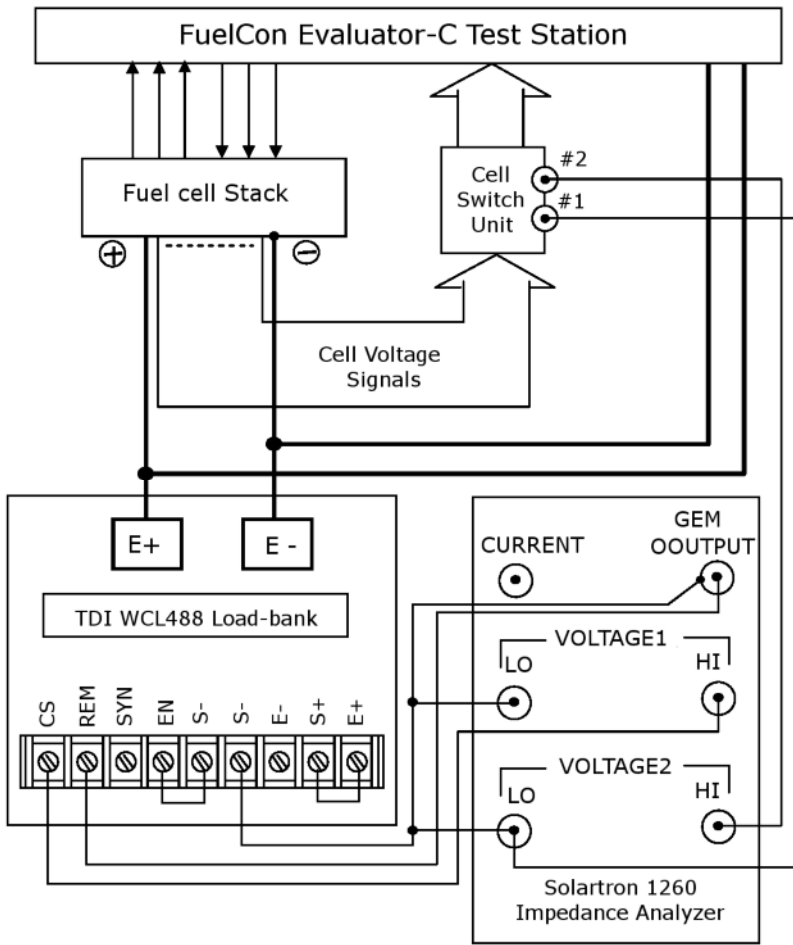 FuelCon Evaluator-C Test Station
Fuel cell Stack
Cell
Switch
Unit
#2
#1
+
−
Cell Voltage
Signals
E+
E -
TDI WCL488 Load-bank
CS
REM
SYN
EN
S-
S-
E-
S+
E+
CURRENT
GEM
OOUTPUT
VOLTAGE1
LO
HI
VOLTAGE2
LO
HI
Solartron 1260
Impedance Analyzer